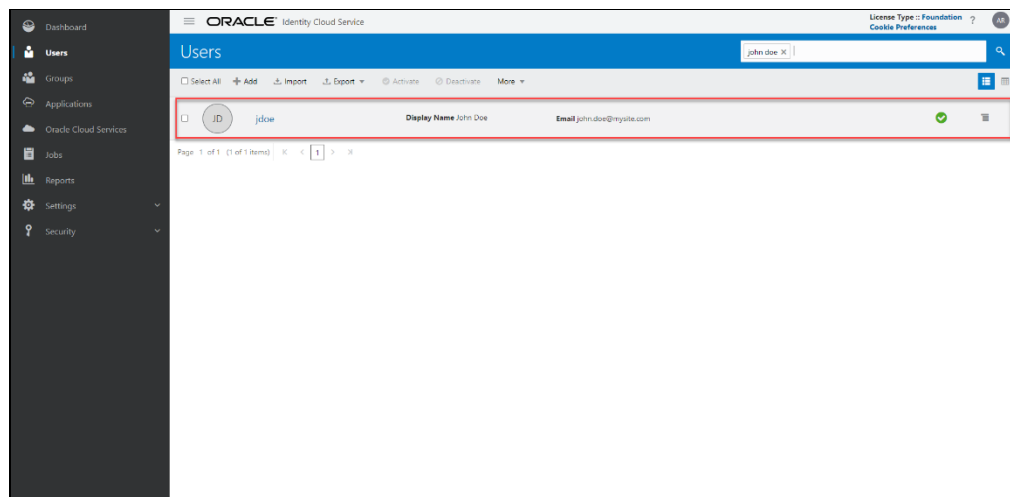 Dashboard
Users
Groups
Applications
Oracle Cloud Services
Jobs
Reports
Settings
Security
ORACLE® Identity Cloud Service
License Type :: Foundation ?
Cookie Preferences
AR
Users
john doe ×
Select All + Add Import Export Activate Deactivate More
JD jdoe Display Name John Doe Email john.doe@mysite.com
Page 1 of 1 (1 of 1 items) K < 1 > Ж